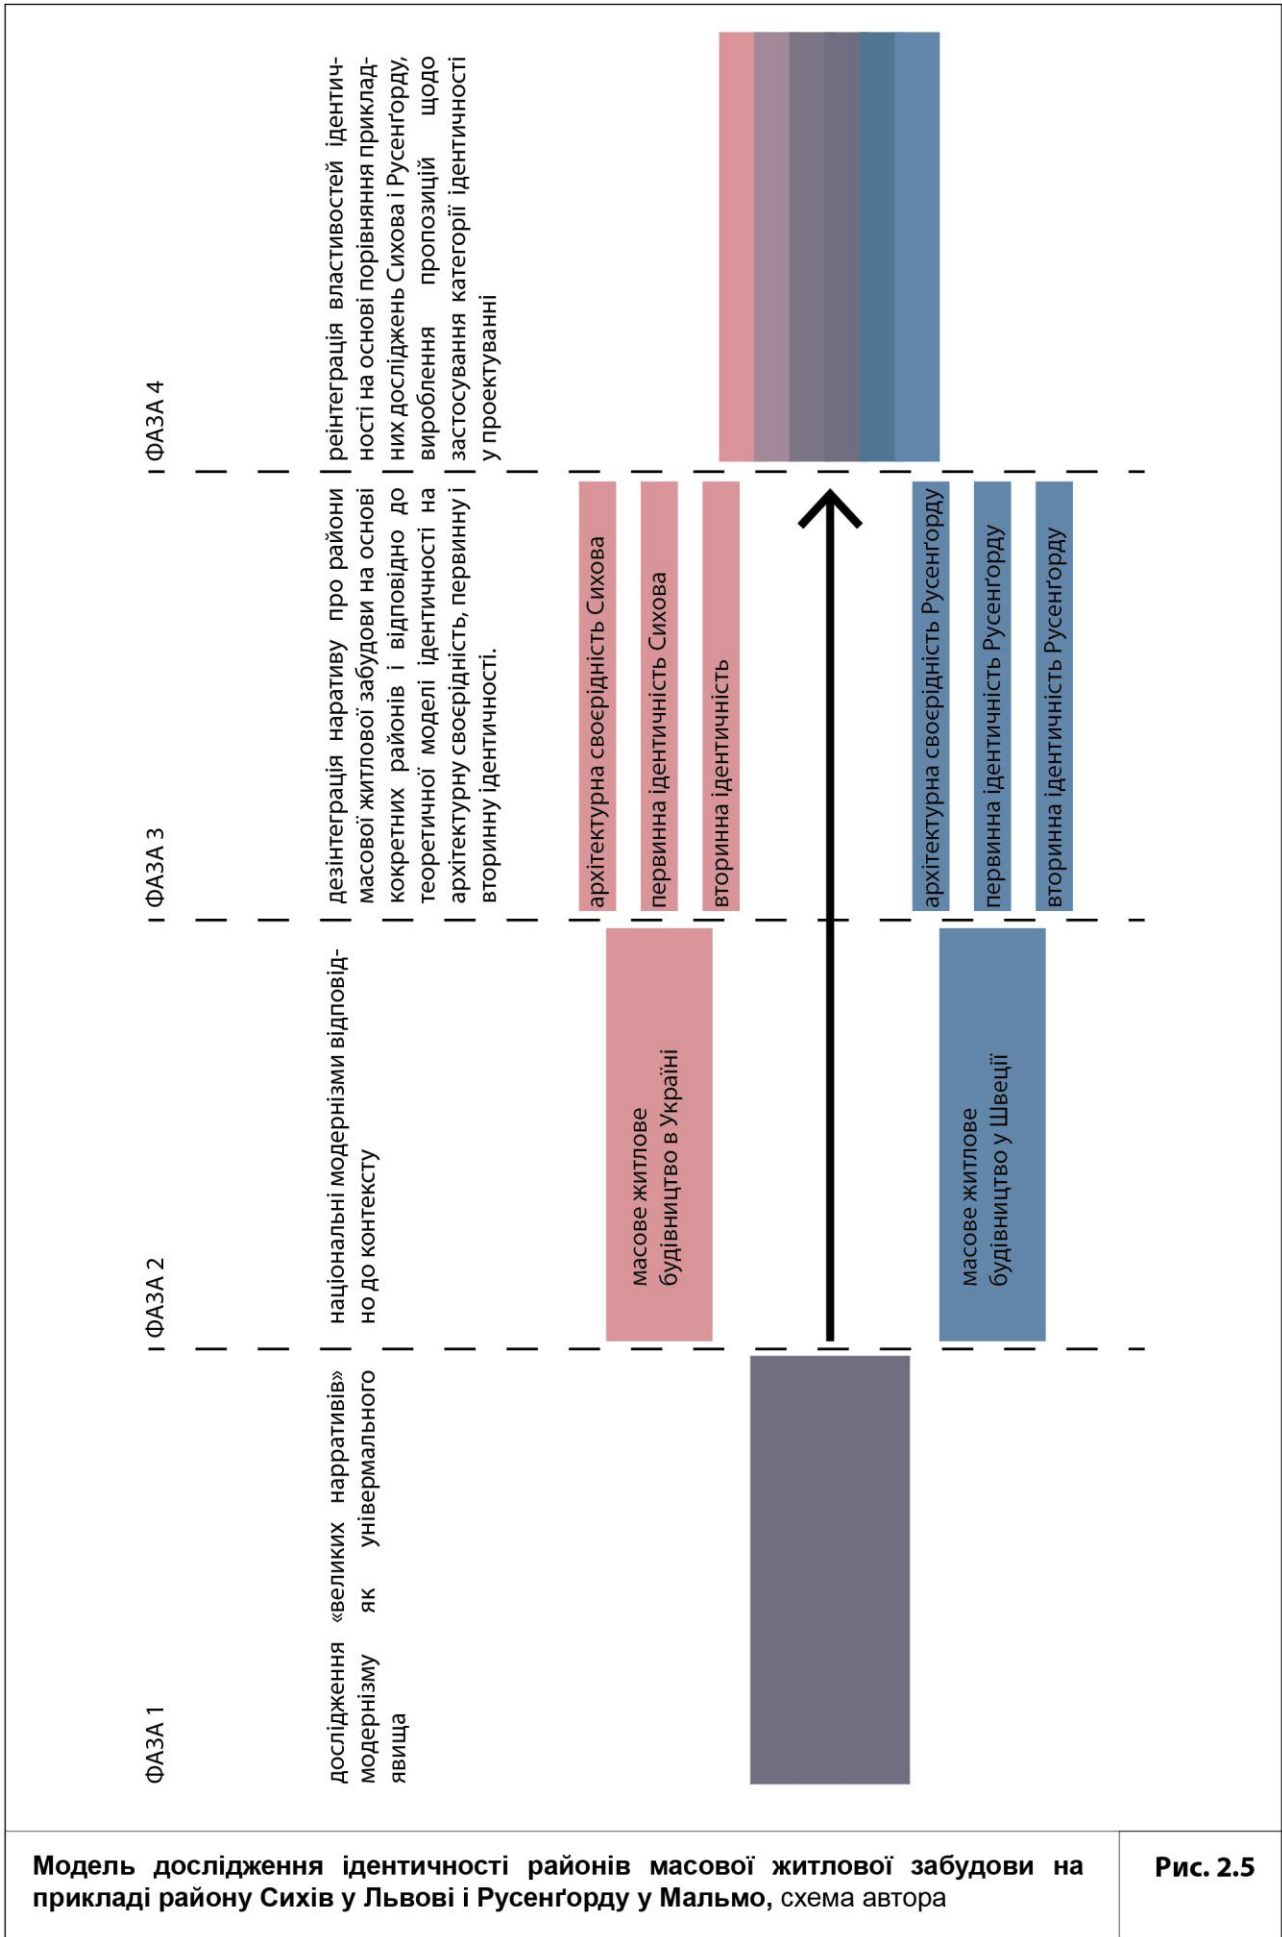 ФАЗА 1
дослідження «великих нарративів»
модернізму як універмального
явища
ФАЗА 2
національні модернізми відповід-
но до контексту
масове житлове
будівництво в Україні
масове житлове
будівництво у Швеції
ФАЗА 3
дезінтеграція наративу про райони
масової житлової забудови на основі
кокретних районів і відповідно до
теоретичної моделі ідентичності на
архітектурну своєрідність, первинну і
вторинну ідентичності.
архітектурна своєрідність Сихова
первинна ідентичність Сихова
вторинна ідентичність
архітектурна своєрідність Русенґорду
первинна ідентичність Русенґорду
вторинна ідентичність Русенґорду
ФАЗА 4
реінтеграція властивостей ідентич-
ності на основі порівняння приклад-
них досліджень Сихова і Русенґорду,
вироблення пропозицій щодо
застосування категорії ідентичності
у проектуванні
Модель дослідження ідентичності районів масової житлової забудови на
прикладі району Сихів у Львові і Русенґорду у Мальмо, схема автора
Рис. 2.5